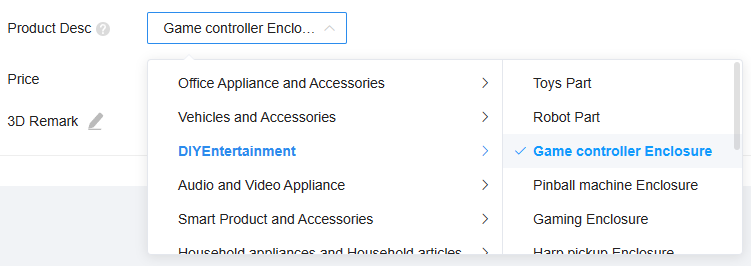 Product Desc ?
Game controller Enclo...
Price
3D Remark
Office Appliance and Accessories
Vehicles and Accessories
DIYEntertainment
Audio and Video Appliance
Smart Product and Accessories
Household appliances and Household articles
Toys Part
Robot Part
Game controller Enclosure
Pinball machine Enclosure
Gaming Enclosure
Harp pickup Enclosure